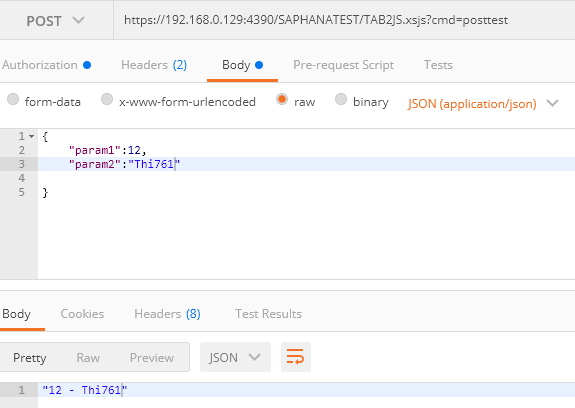 POST https://192.168.0.129:4390/SAPHANATEST/TAB2JS.xsjs?cmd=posttest
Authorization Headers (2) Body Pre-request Script Tests
form-data x-www-form-urlencoded raw binary JSON (application/json)
1 {
2 "param1":12,
3 "param2":"Thi761"
4
5 }
Body Cookies Headers (8) Test Results
Pretty Raw Preview JSON
1 "12 - Thi761"